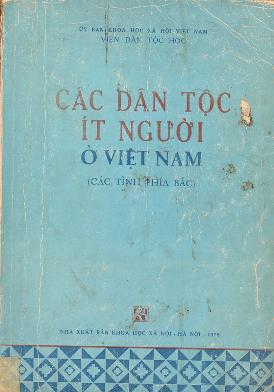 ỦY BAN KHOA HỌC XÃ HỘI VIỆT NAM
VIỆN DÂN TỘC HỌC
CÁC DÂN TỘC
ÍT NGƯỜI
Ở VIỆT NAM
(CÁC TỈNH PHÍA BẮC)
NHÀ XUẤT BẢN KHOA HỌC XÃ HỘI - HÀ NỘI - 1978